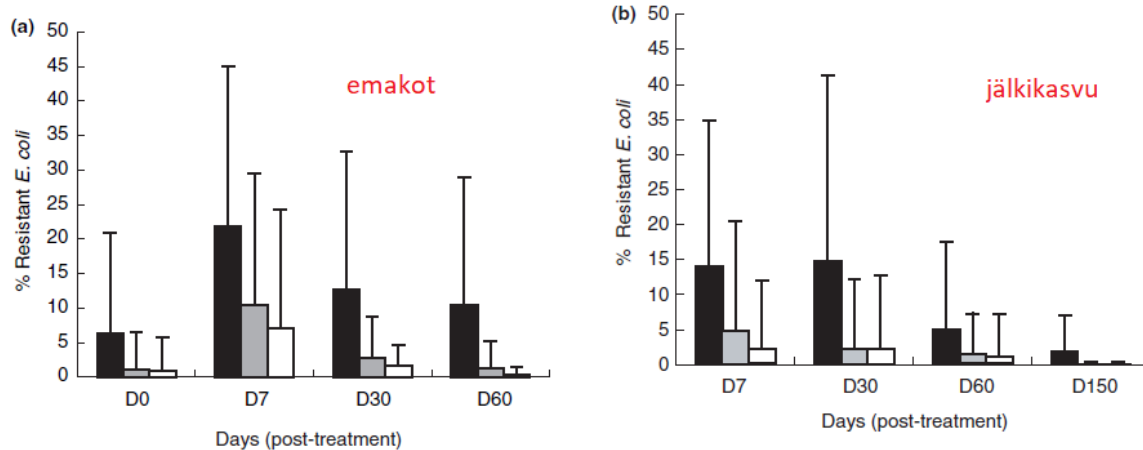 (a)
emakot
% Resistant E. coli
50
45
40
35
30
25
20
15
10
5
0
D0 D7 D30 D60
Days (post-treatment)
(b)
jälkikasvu
% Resistant E. coli
50
45
40
35
30
25
20
15
10
5
0
D7 D30 D60 D150
Days (post-treatment)